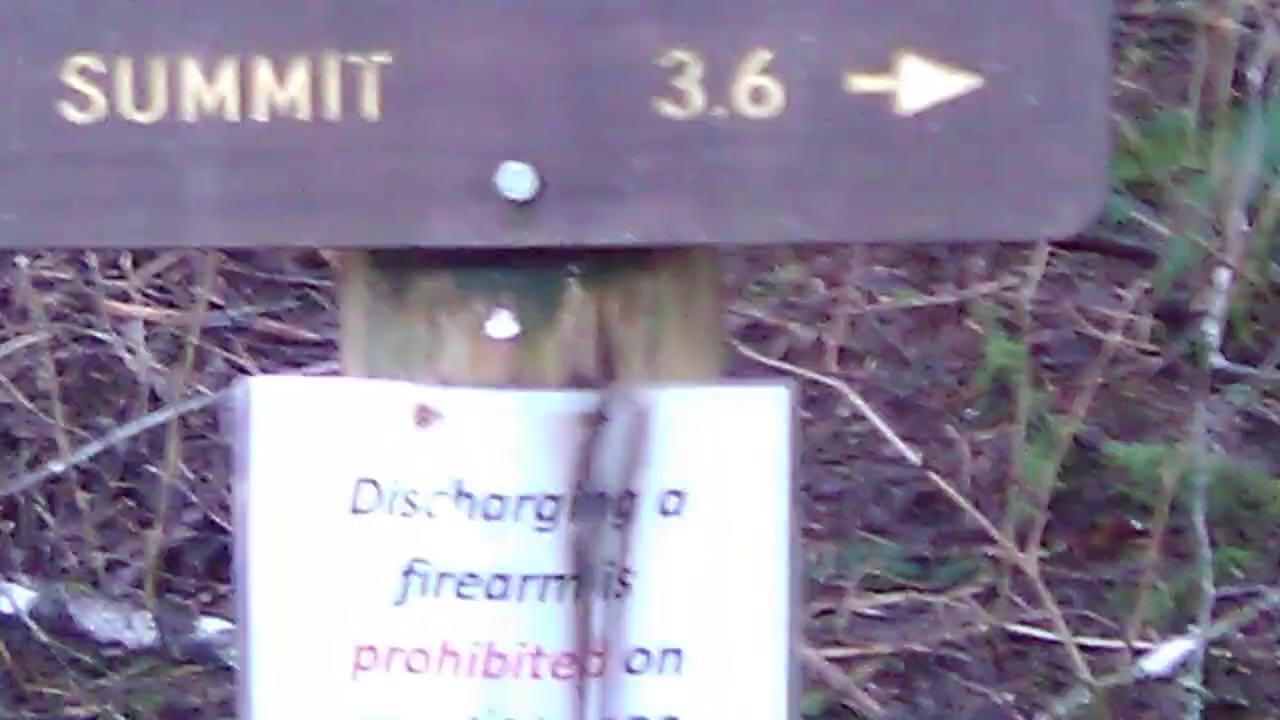 SUMMIT 3.6 →
Discharging a
firearm is
prohibited on